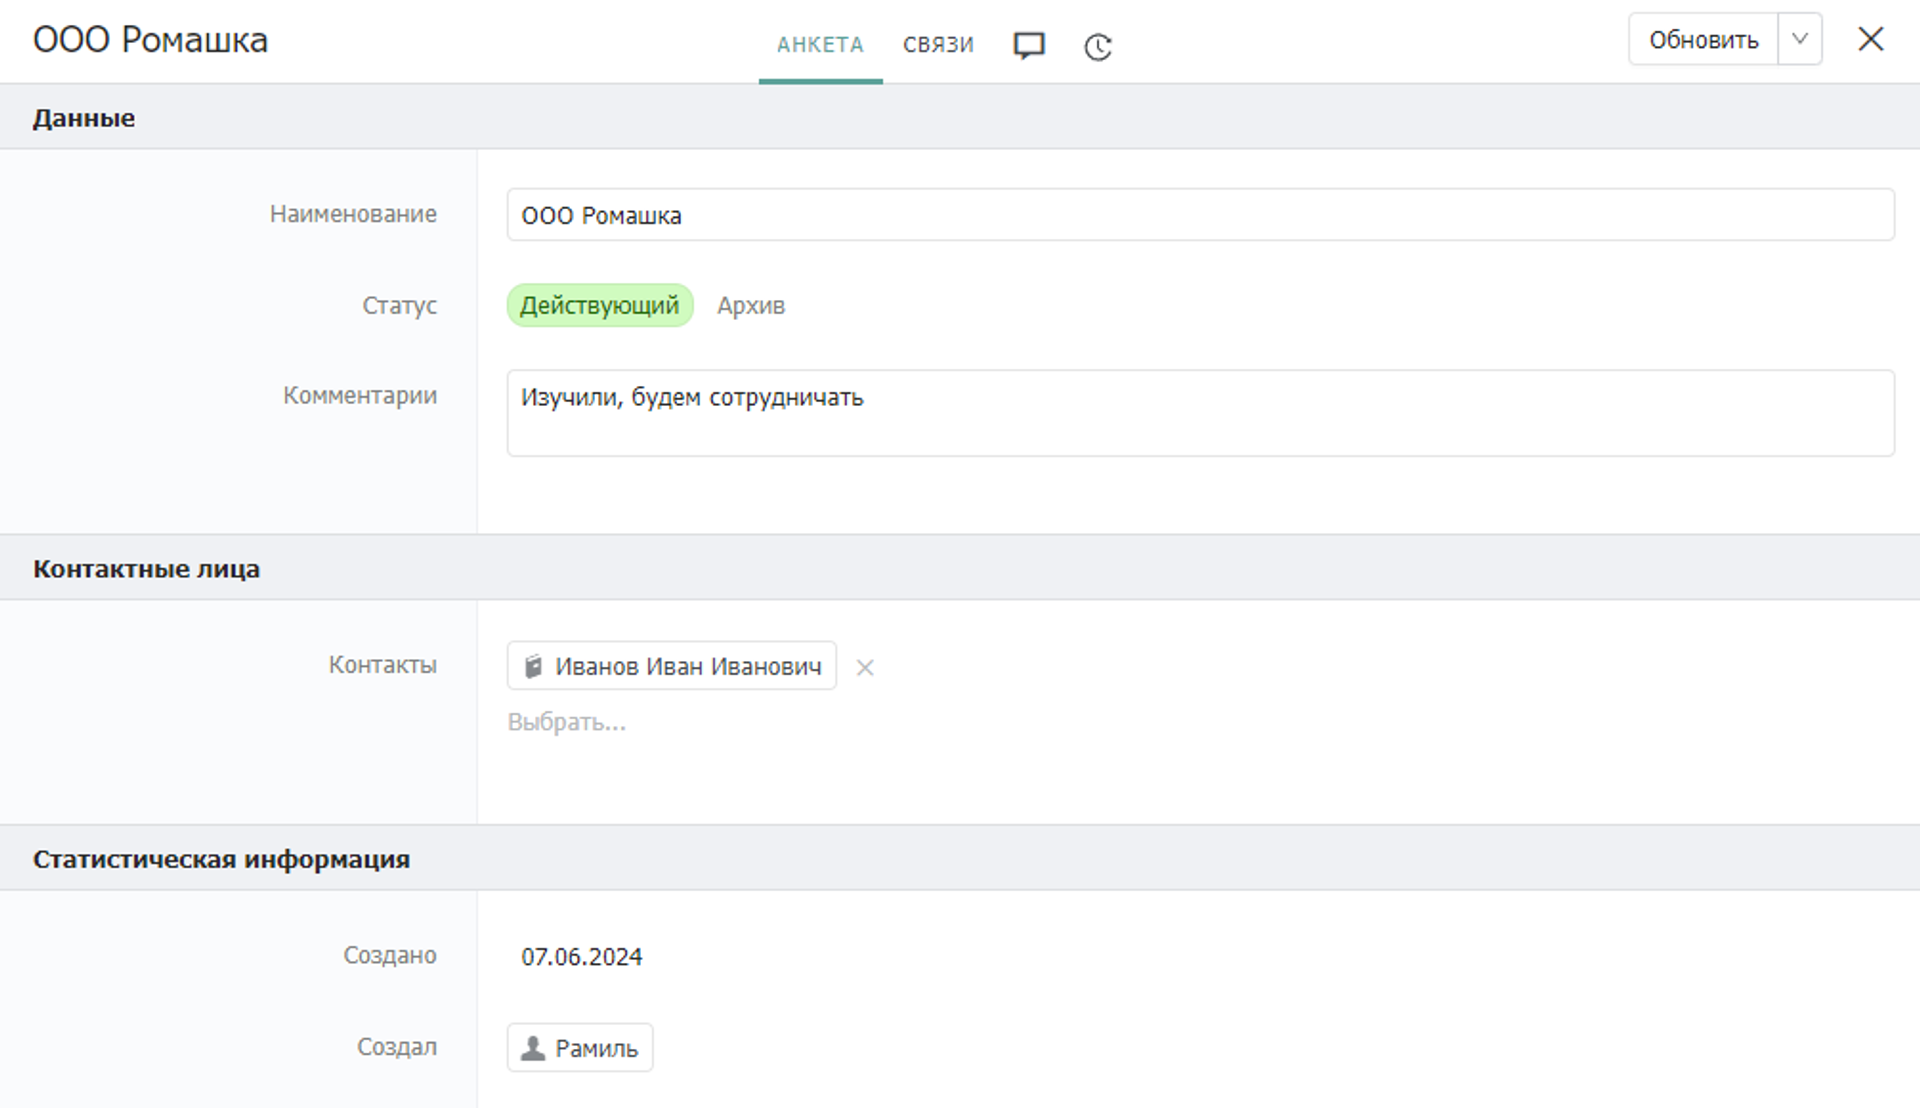 ООО Ромашка
АНКЕТА СВЯЗИ
Обновить
Данные
Наименование
ООО Ромашка
Статус
Действующий Архив
Комментарии
Изучили, будем сотрудничать
Контактные лица
Контакты
Иванов Иван Иванович
Выбрать...
Статистическая информация
Создано
07.06.2024
Создал
Рамиль